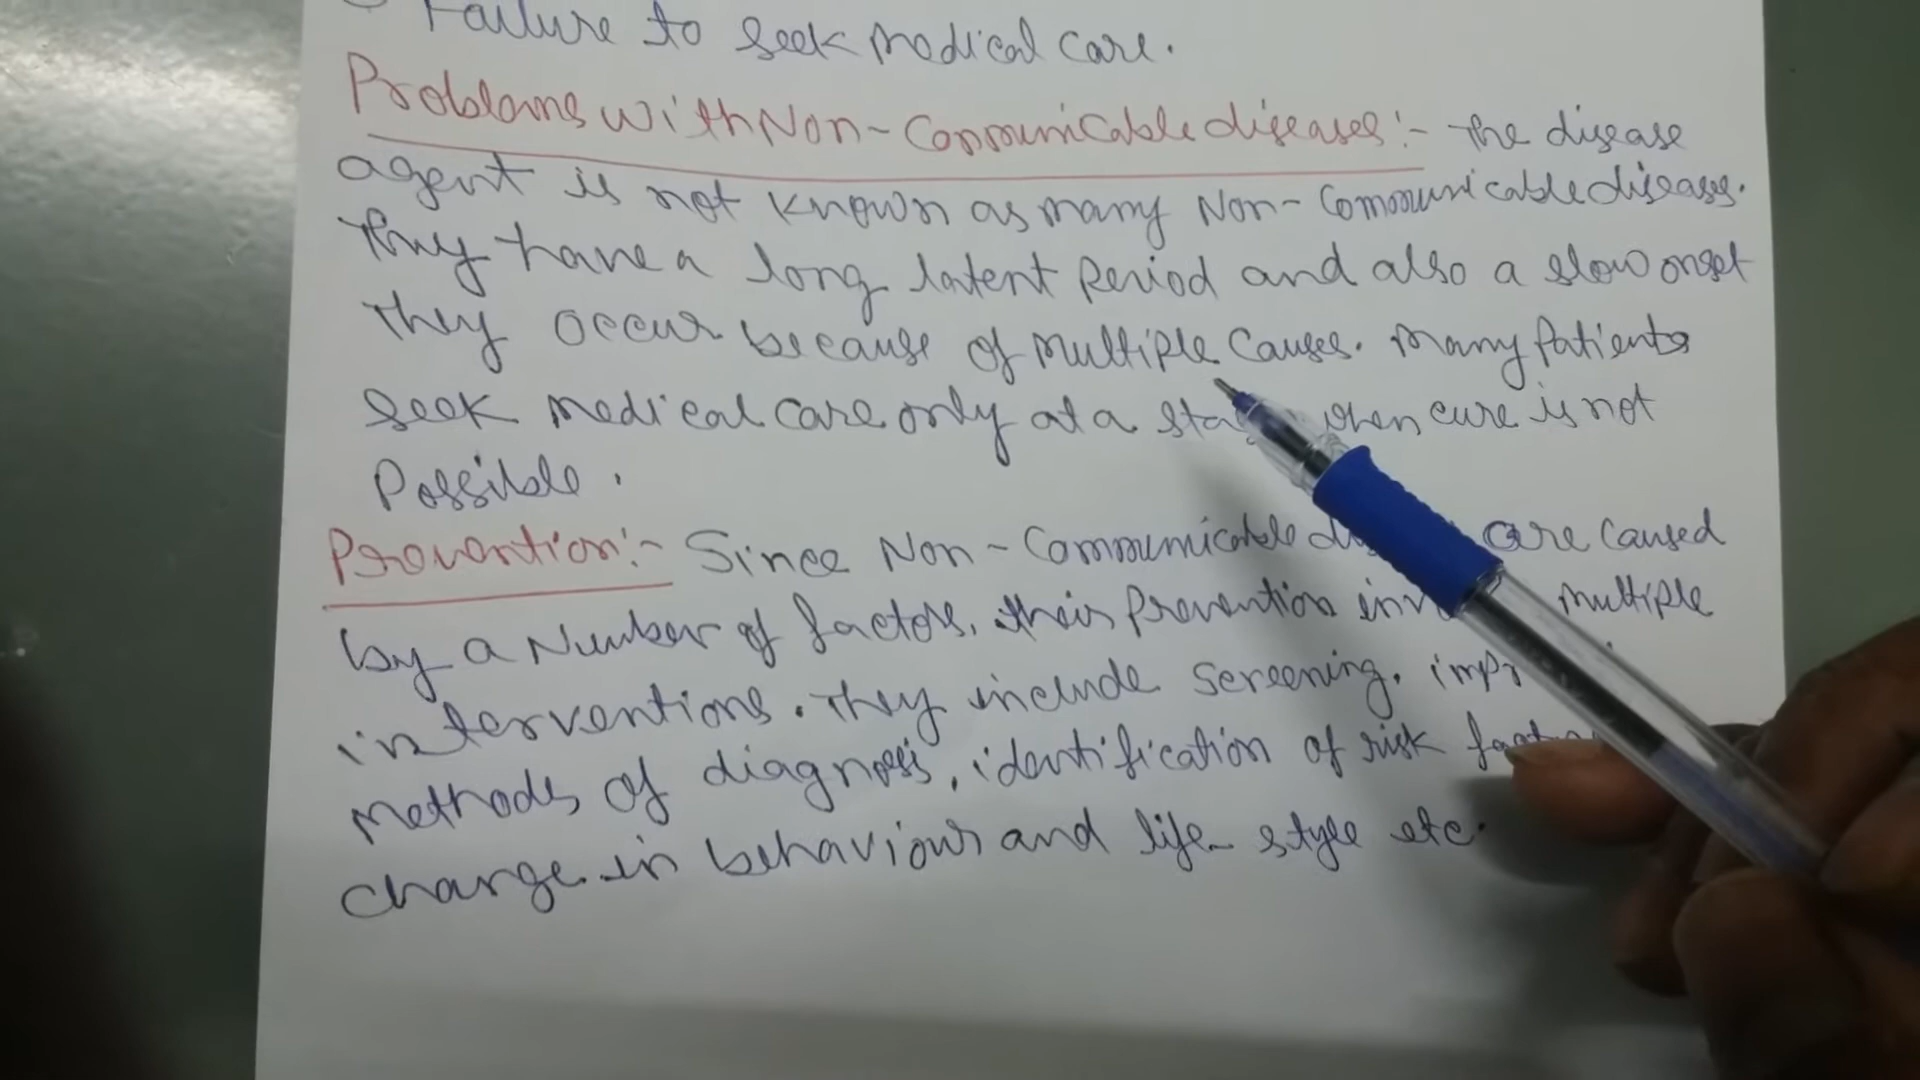 Failure to seek medical care.
Problems with Non-Communicable diseases:- The disease
agent is not known as many Non-Communicable diseases.
They have a long latent period and also a slow onset
They occur because of multiple causes. Many patients
seek medical care only at a when cure is not
Possible.
Prevention:- Since Non-Communicable are caused
by a Number of factors, their prevention multiple
interventions. They include screening,
methods of diagnosis, identification of risk
change in behaviour and life style etc.